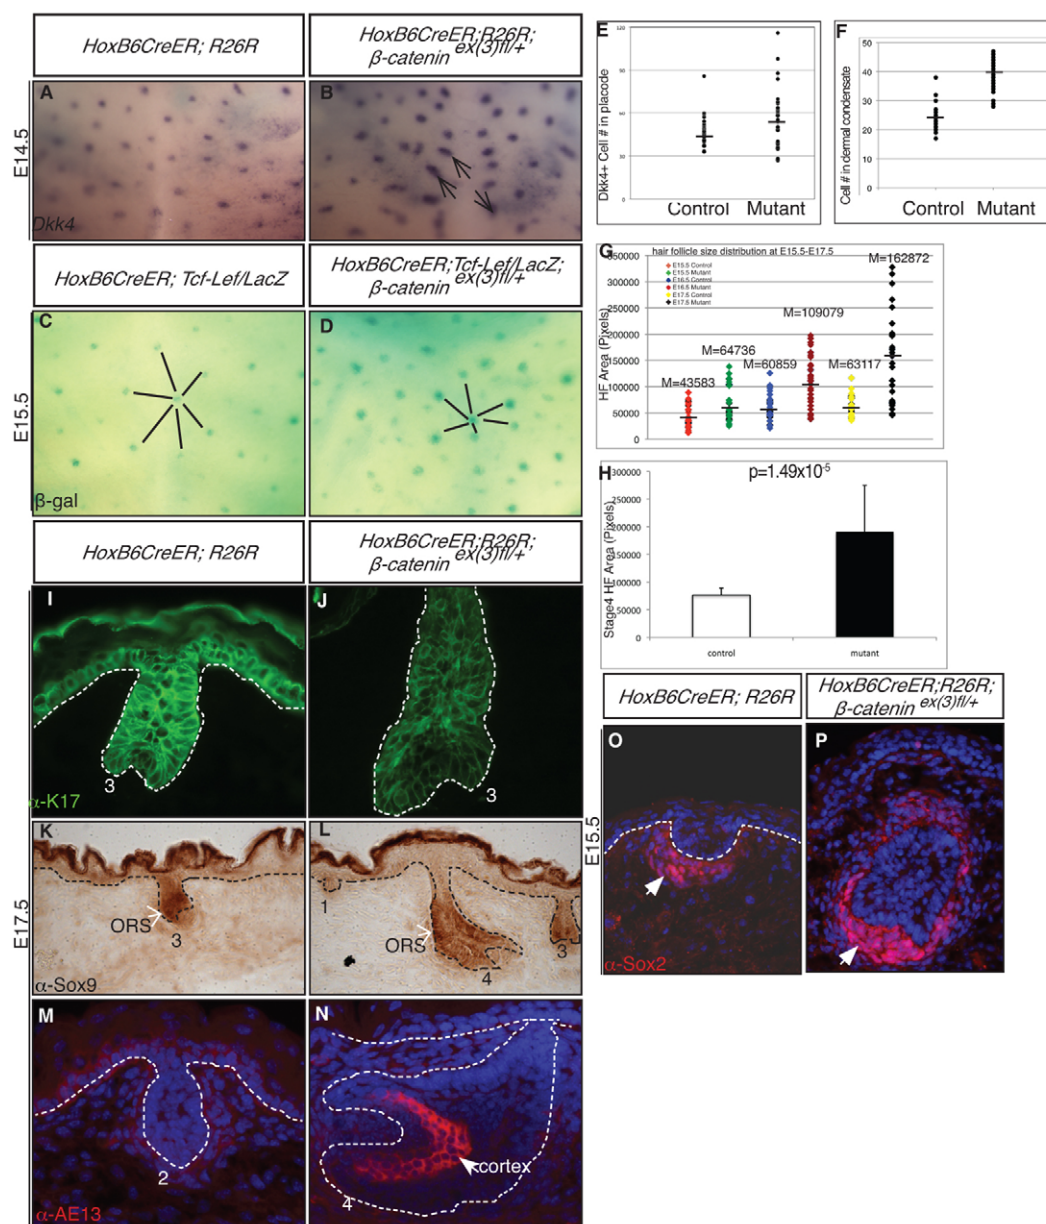 HoxB6CreER; R26R
HoxB6CreER;R26R;
β-catenin ex(3)fl/+
E14.5
A
B
Dkk4
HoxB6CreER; Tcf-Lef/LacZ
HoxB6CreER;Tcf-Lef/LacZ;
β-catenin ex(3)fl/+
E15.5
C
D
β-gal
HoxB6CreER; R26R
HoxB6CreER;R26R;
β-catenin ex(3)fl/+
E17.5
I
J
3
3
α-K17
K
L
ORS
3
1
ORS
4
3
α-Sox9
M
N
2
cortex
4
α-AE13
E
Dkk4+ Cell # in placode
120
90
60
30
0
Control
Mutant
F
Cell # in dermal condensate
50
40
30
20
10
0
Control
Mutant
G
hair follicle size distribution at E15.5-E17.5
HF Area (Pixels)
350000
300000
250000
200000
150000
100000
50000
0
E15.5 Control
E15.5 Mutant
E16.5 Control
E16.5 Mutant
E17.5 Control
E17.5 Mutant
M=43583
M=64736
M=60859
M=109079
M=63117
M=162872
H
p=1.49x10-5
Stage4 HF Area (Pixels)
300000
250000
200000
150000
100000
50000
0
control
mutant
HoxB6CreER; R26R
HoxB6CreER;R26R;
β-catenin ex(3)fl/+
E15.5
O
P
α-Sox2